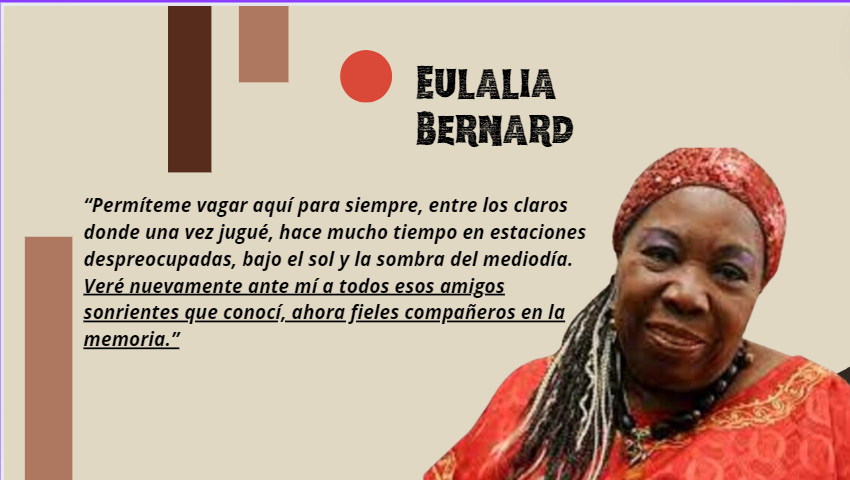 EULALIA
BERNARD
“Permíteme vagar aquí para siempre, entre los claros
donde una vez jugué, hace mucho tiempo en estaciones
despreocupadas, bajo el sol y la sombra del mediodía.
Veré nuevamente ante mí a todos esos amigos
sonrientes que conocí, ahora fieles compañeros en la
memoria.”